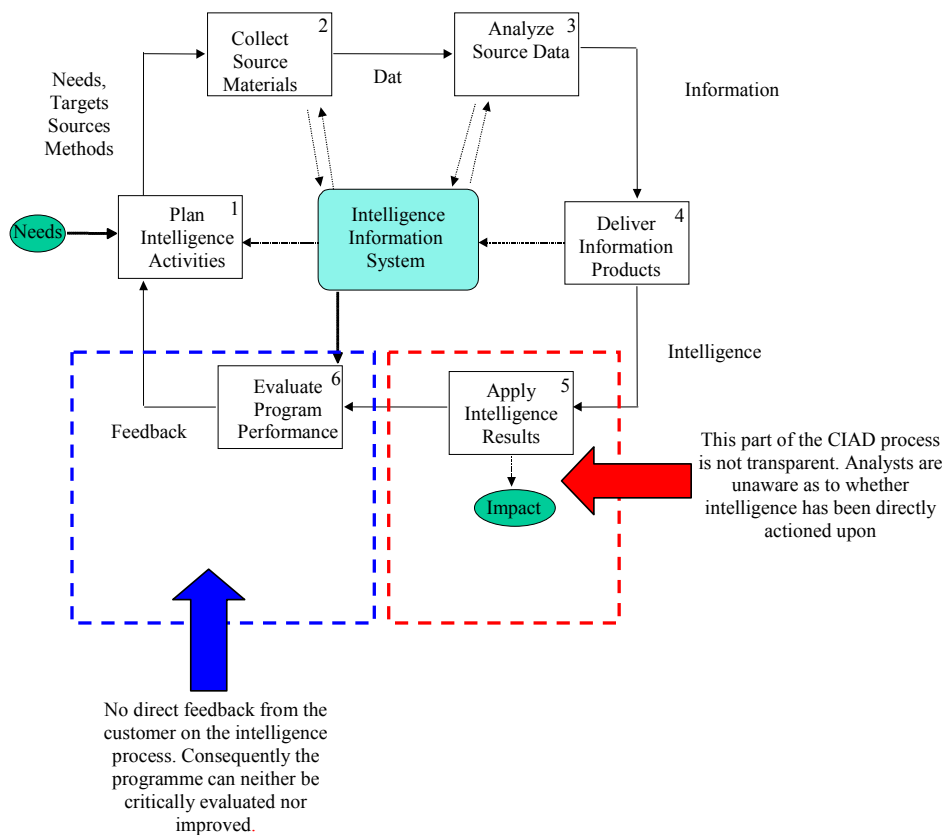 2
Collect
Source
Materials
3
Analyze
Source Data
Dat
Needs,
Targets
Sources
Methods
Information
Needs
1
Plan
Intelligence
Activities
Intelligence
Information
System
4
Deliver
Information
Products
Intelligence
6
Evaluate
Program
Performance
5
Apply
Intelligence
Results
Feedback
Impact
This part of the CIAD process
is not transparent. Analysts are
unaware as to whether
intelligence has been directly
actioned upon
No direct feedback from the
customer on the intelligence
process. Consequently the
programme can neither be
critically evaluated nor
improved.